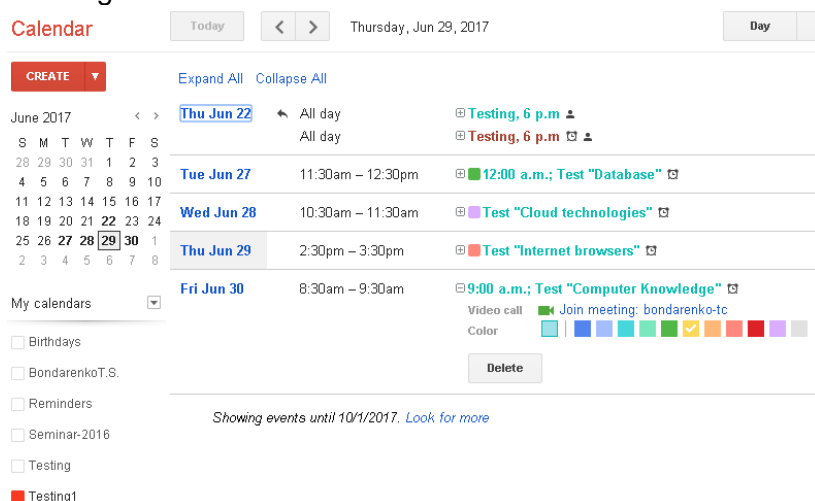 Calendar
Today < > Thursday, Jun 29, 2017 Day
CREATE
Expand All Collapse All
June 2017 < >
S M T W T F S
28 29 30 31 1 2 3
4 5 6 7 8 9 10
11 12 13 14 15 16 17
18 19 20 21 22 23 24
25 26 27 28 29 30 1
2 3 4 5 6 7 8
My calendars
Birthdays
BondarenkoT.S.
Reminders
Seminar-2016
Testing
Testing1
Thu Jun 22 All day Testing, 6 p.m
All day Testing, 6 p.m
Tue Jun 27 11:30am – 12:30pm 12:00 a.m.; Test "Database"
Wed Jun 28 10:30am – 11:30am Test "Cloud technologies"
Thu Jun 29 2:30pm – 3:30pm Test "Internet browsers"
Fri Jun 30 8:30am – 9:30am 9:00 a.m.; Test "Computer Knowledge"
Video call Join meeting: bondarenko-tc
Color
Delete
Showing events until 10/1/2017. Look for more